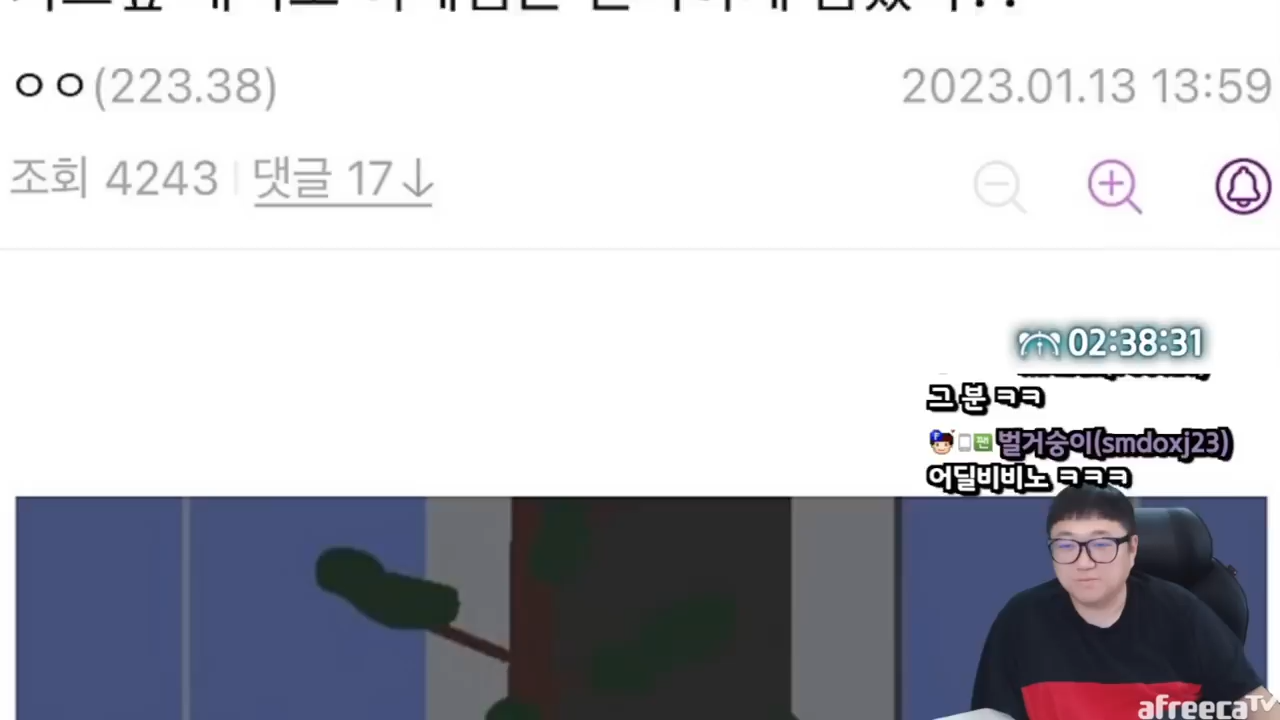 ㅇㅇ(223.38)
2023.01.13 13:59
조회 4243
댓글 17↓
02:38:31
그 분 ㅋㅋ
팬 벌거숭이(smdoxj23)
어딜비비노 ㅋㅋㅋ
afreecaTV